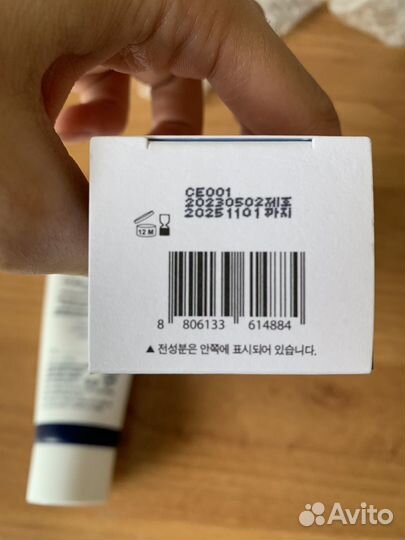 CE001
20230502제조
20251101까지
12 M
8 806133 614884
▲ 전성분은 안쪽에 표시되어 있습니다.
Avito